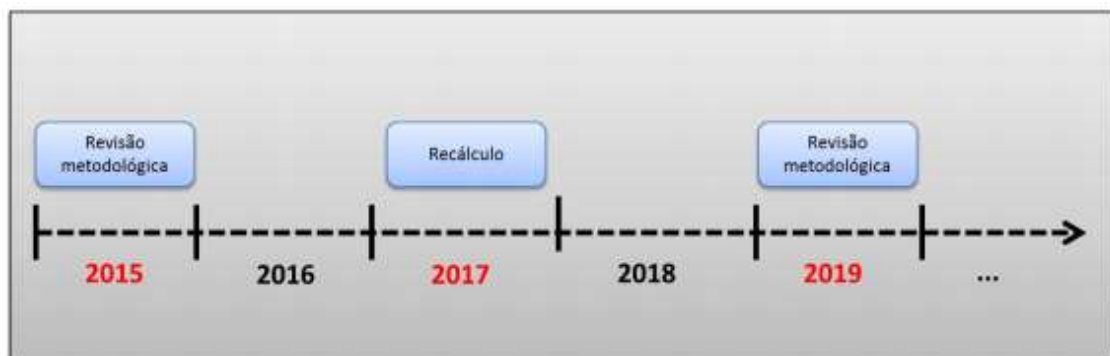 Revisão
metodológica
Recálculo
Revisão
metodológica
2015
2016
2017
2018
2019
...